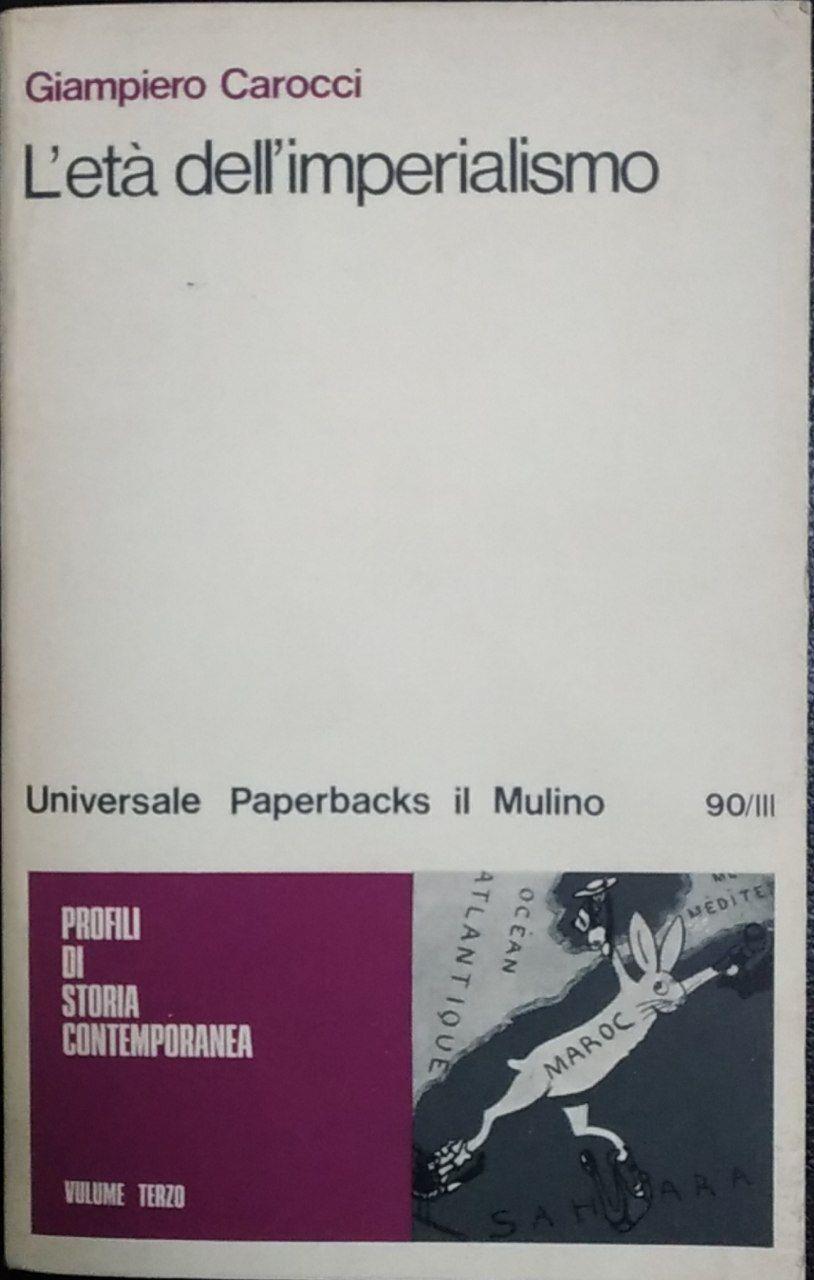 Giampiero Carocci
L'età dell'imperialismo
Universale Paperbacks il Mulino 90/III
PROFILI
DI
STORIA
CONTEMPORANEA
VOLUME TERZO
OCÉAN
ATLANTIQUE
MÉDITE
MAROC
SAHARA